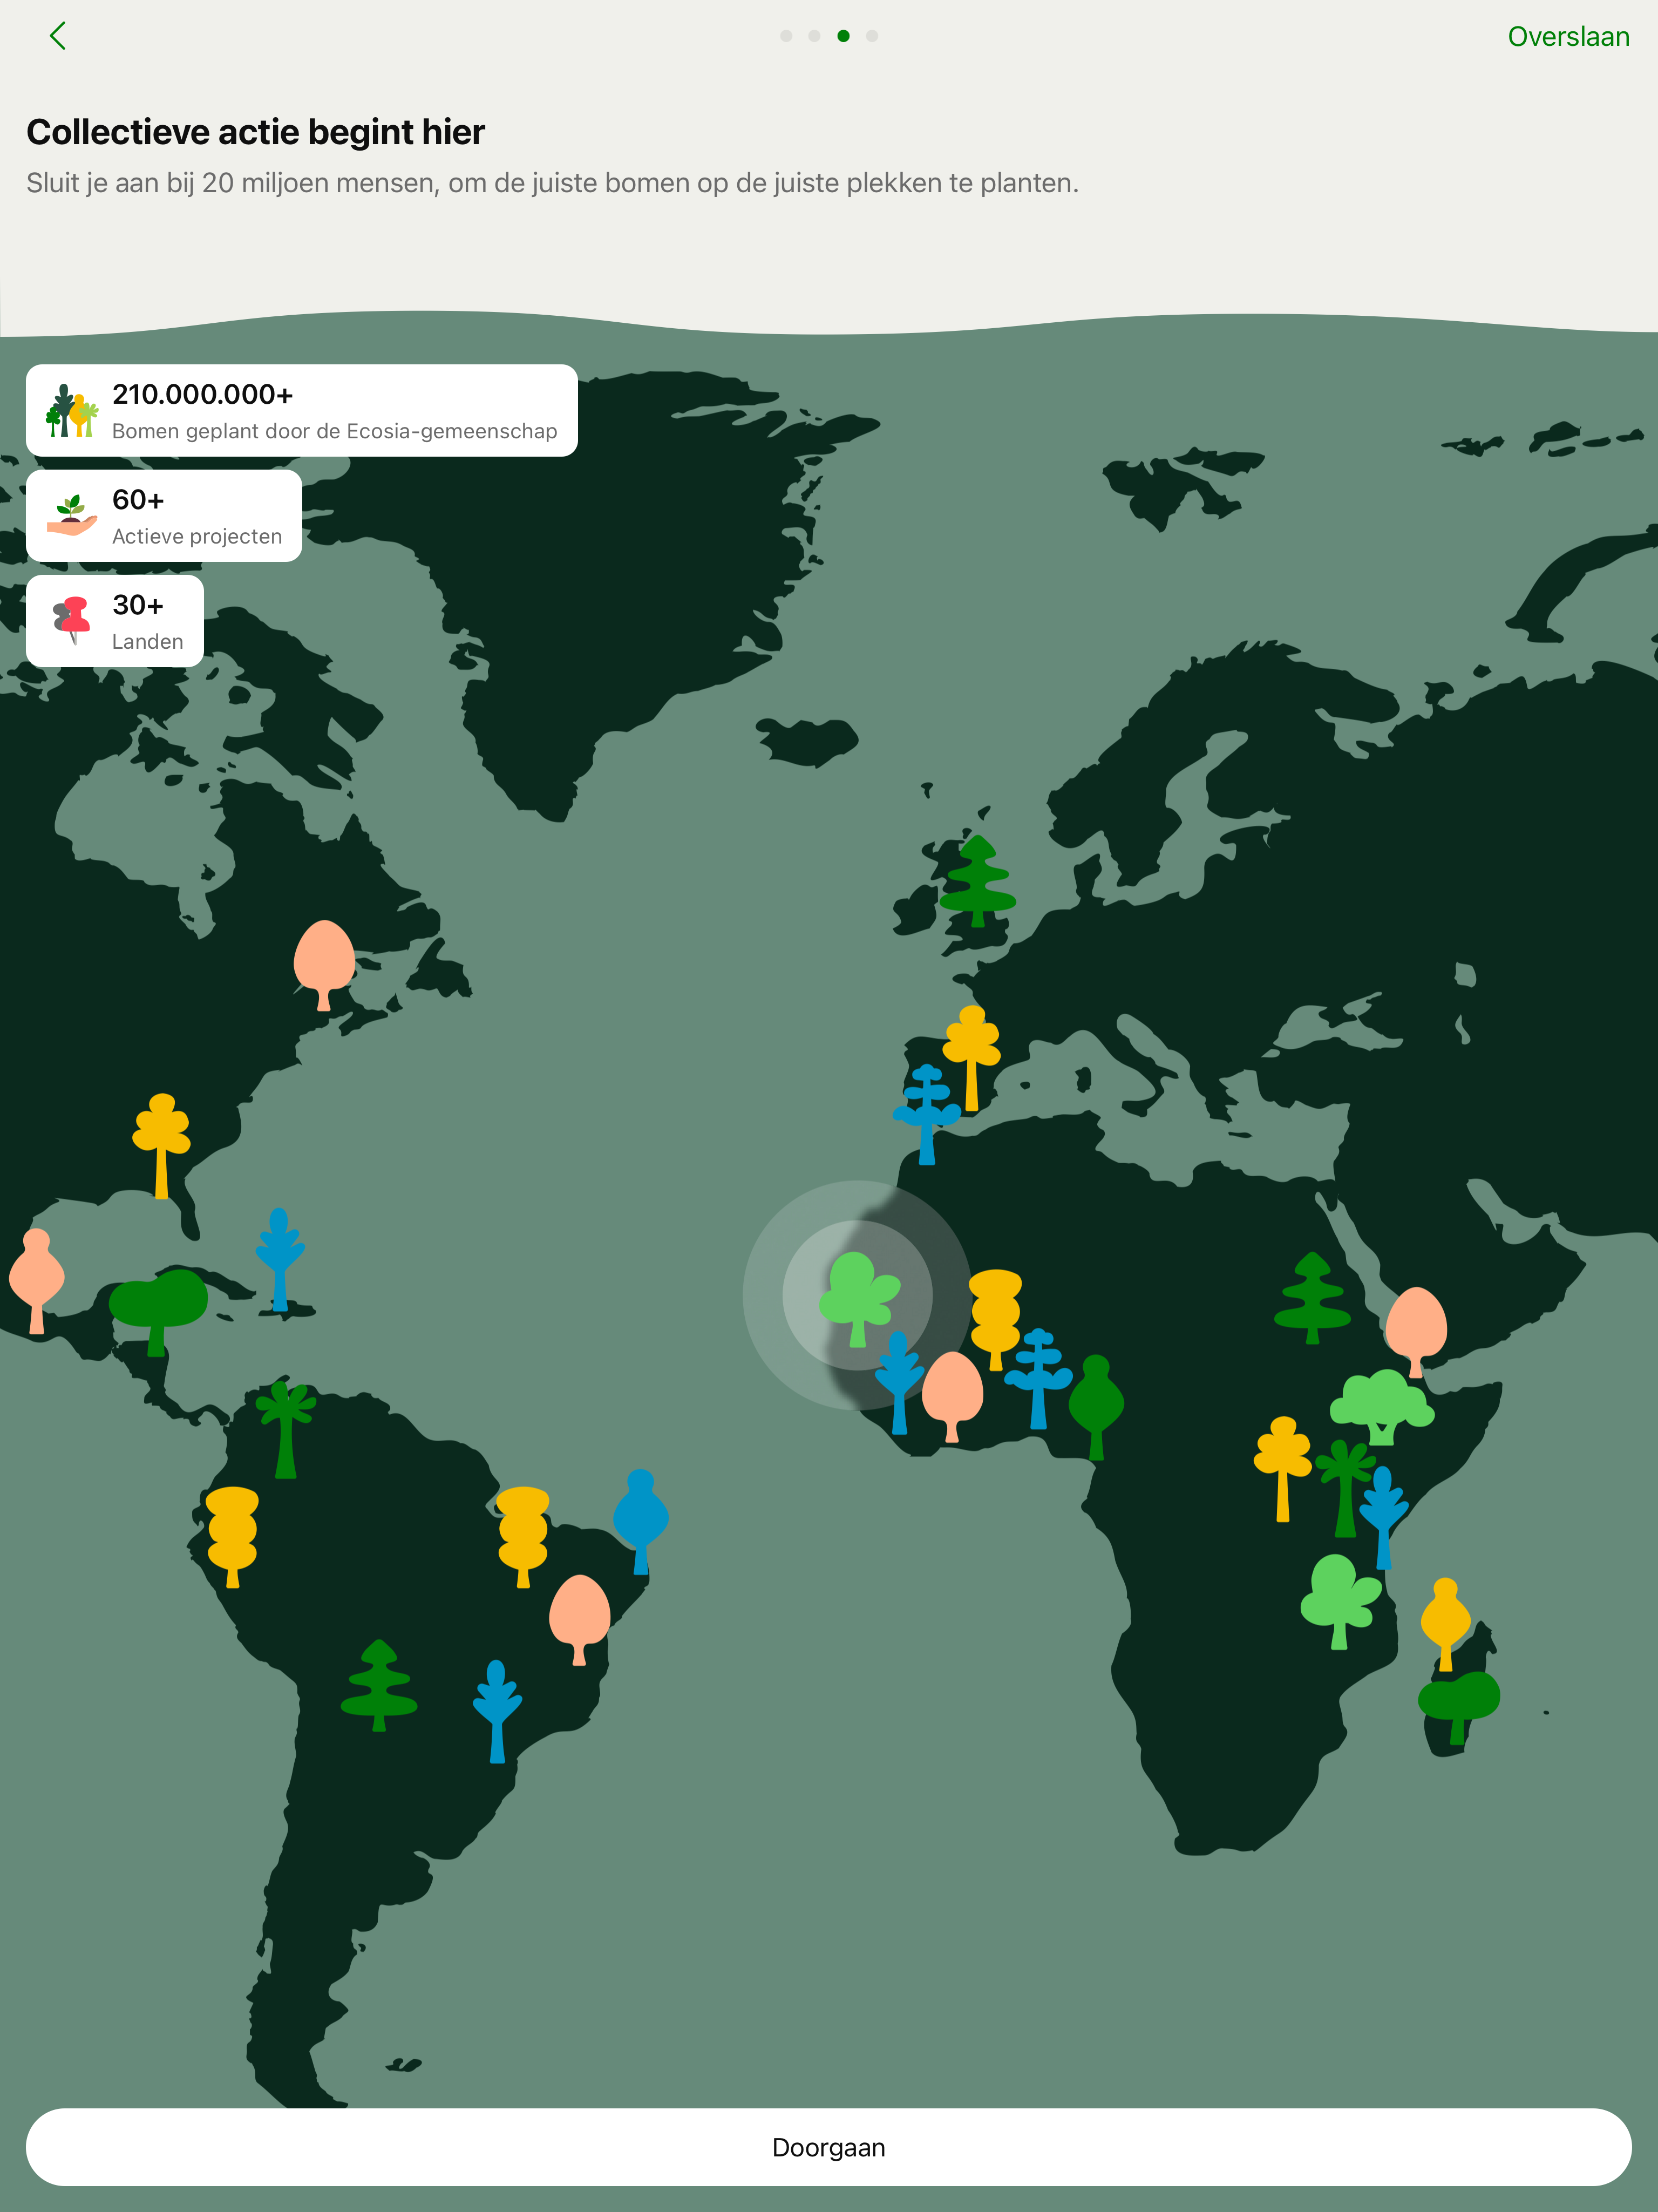 Overslaan
Collectieve actie begint hier
Sluit je aan bij 20 miljoen mensen, om de juiste bomen op de juiste plekken te planten.
210.000.000+
Bomen geplant door de Ecosia-gemeenschap
60+
Actieve projecten
30+
Landen
Doorgaan